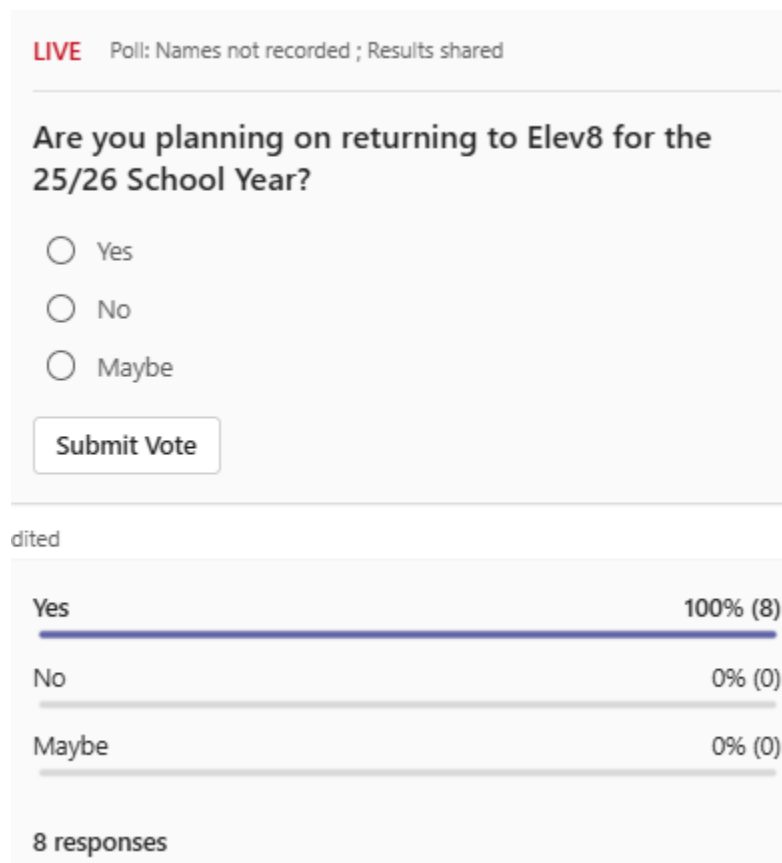 LIVE Poll: Names not recorded ; Results shared
Are you planning on returning to Elev8 for the
25/26 School Year?
Yes
No
Maybe
Submit Vote
dited
Yes 100% (8)
No 0% (0)
Maybe 0% (0)
8 responses